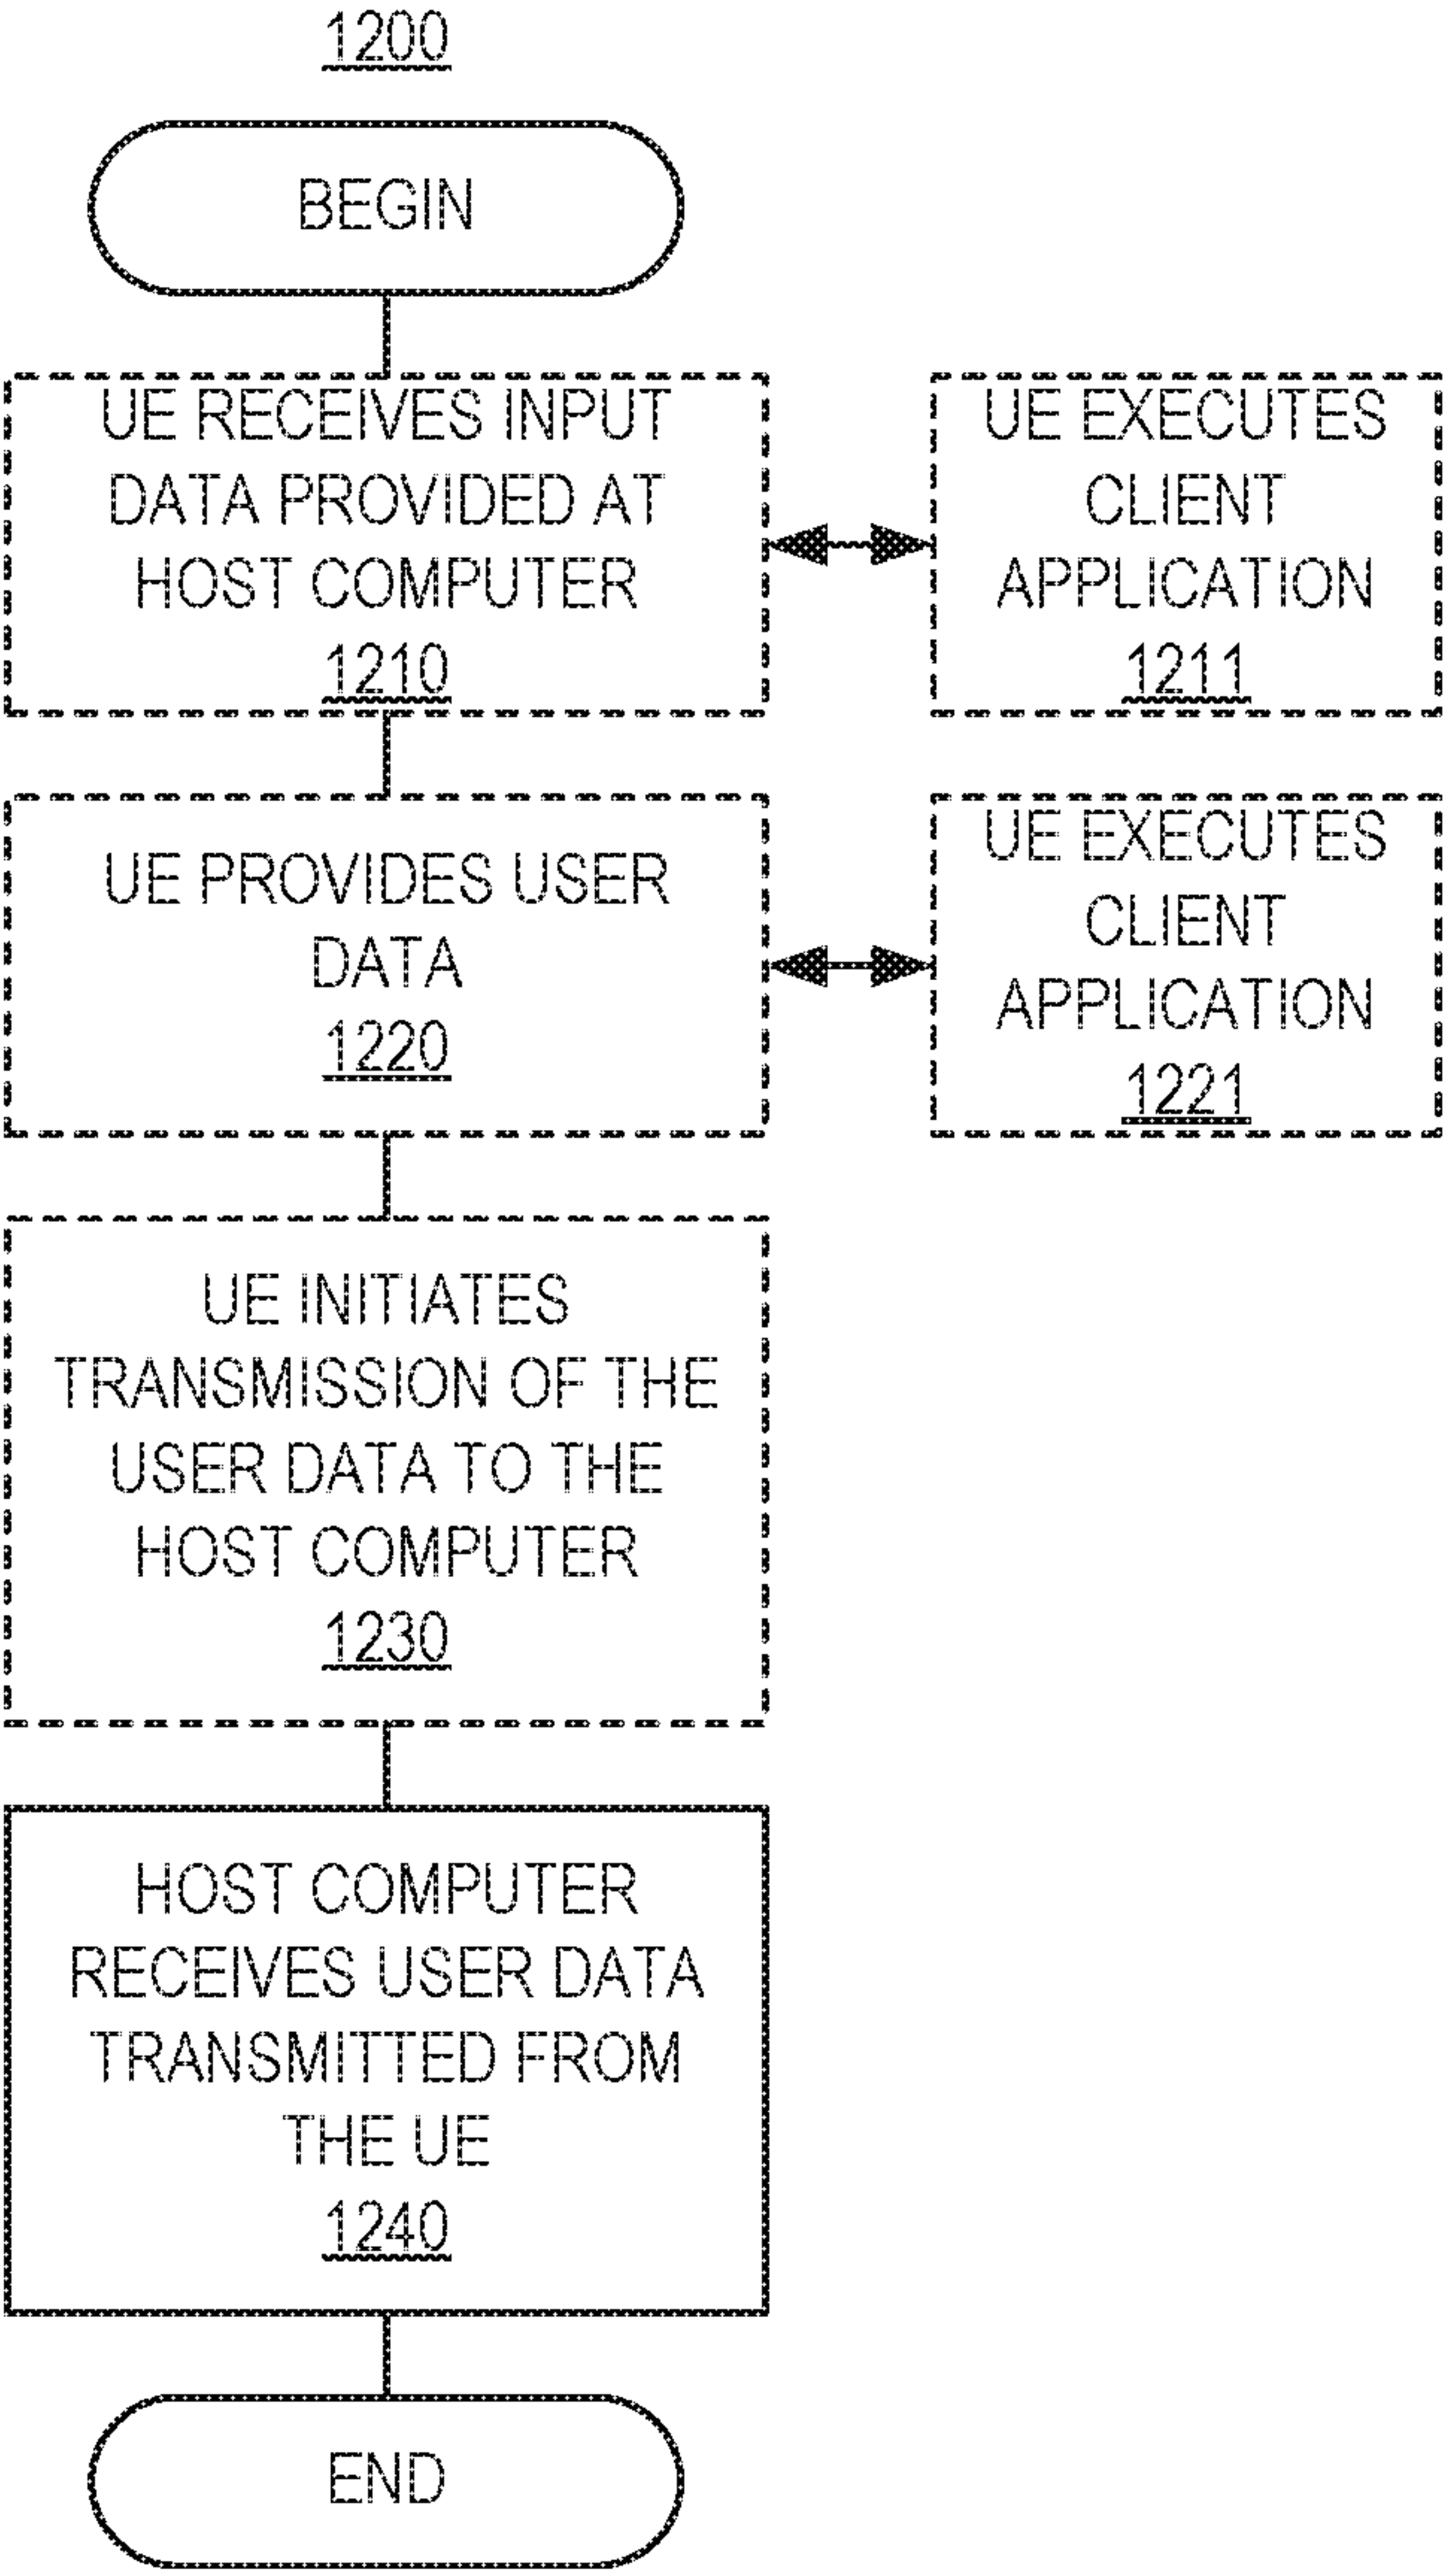 1200
BEGIN
UE RECEIVES INPUT
DATA PROVIDED AT
HOST COMPUTER
1210
UE EXECUTES
CLIENT
APPLICATION
1211
UE PROVIDES USER
DATA
1220
UE EXECUTES
CLIENT
APPLICATION
1221
UE INITIATES
TRANSMISSION OF THE
USER DATA TO THE
HOST COMPUTER
1230
HOST COMPUTER
RECEIVES USER DATA
TRANSMITTED FROM
THE UE
1240
END